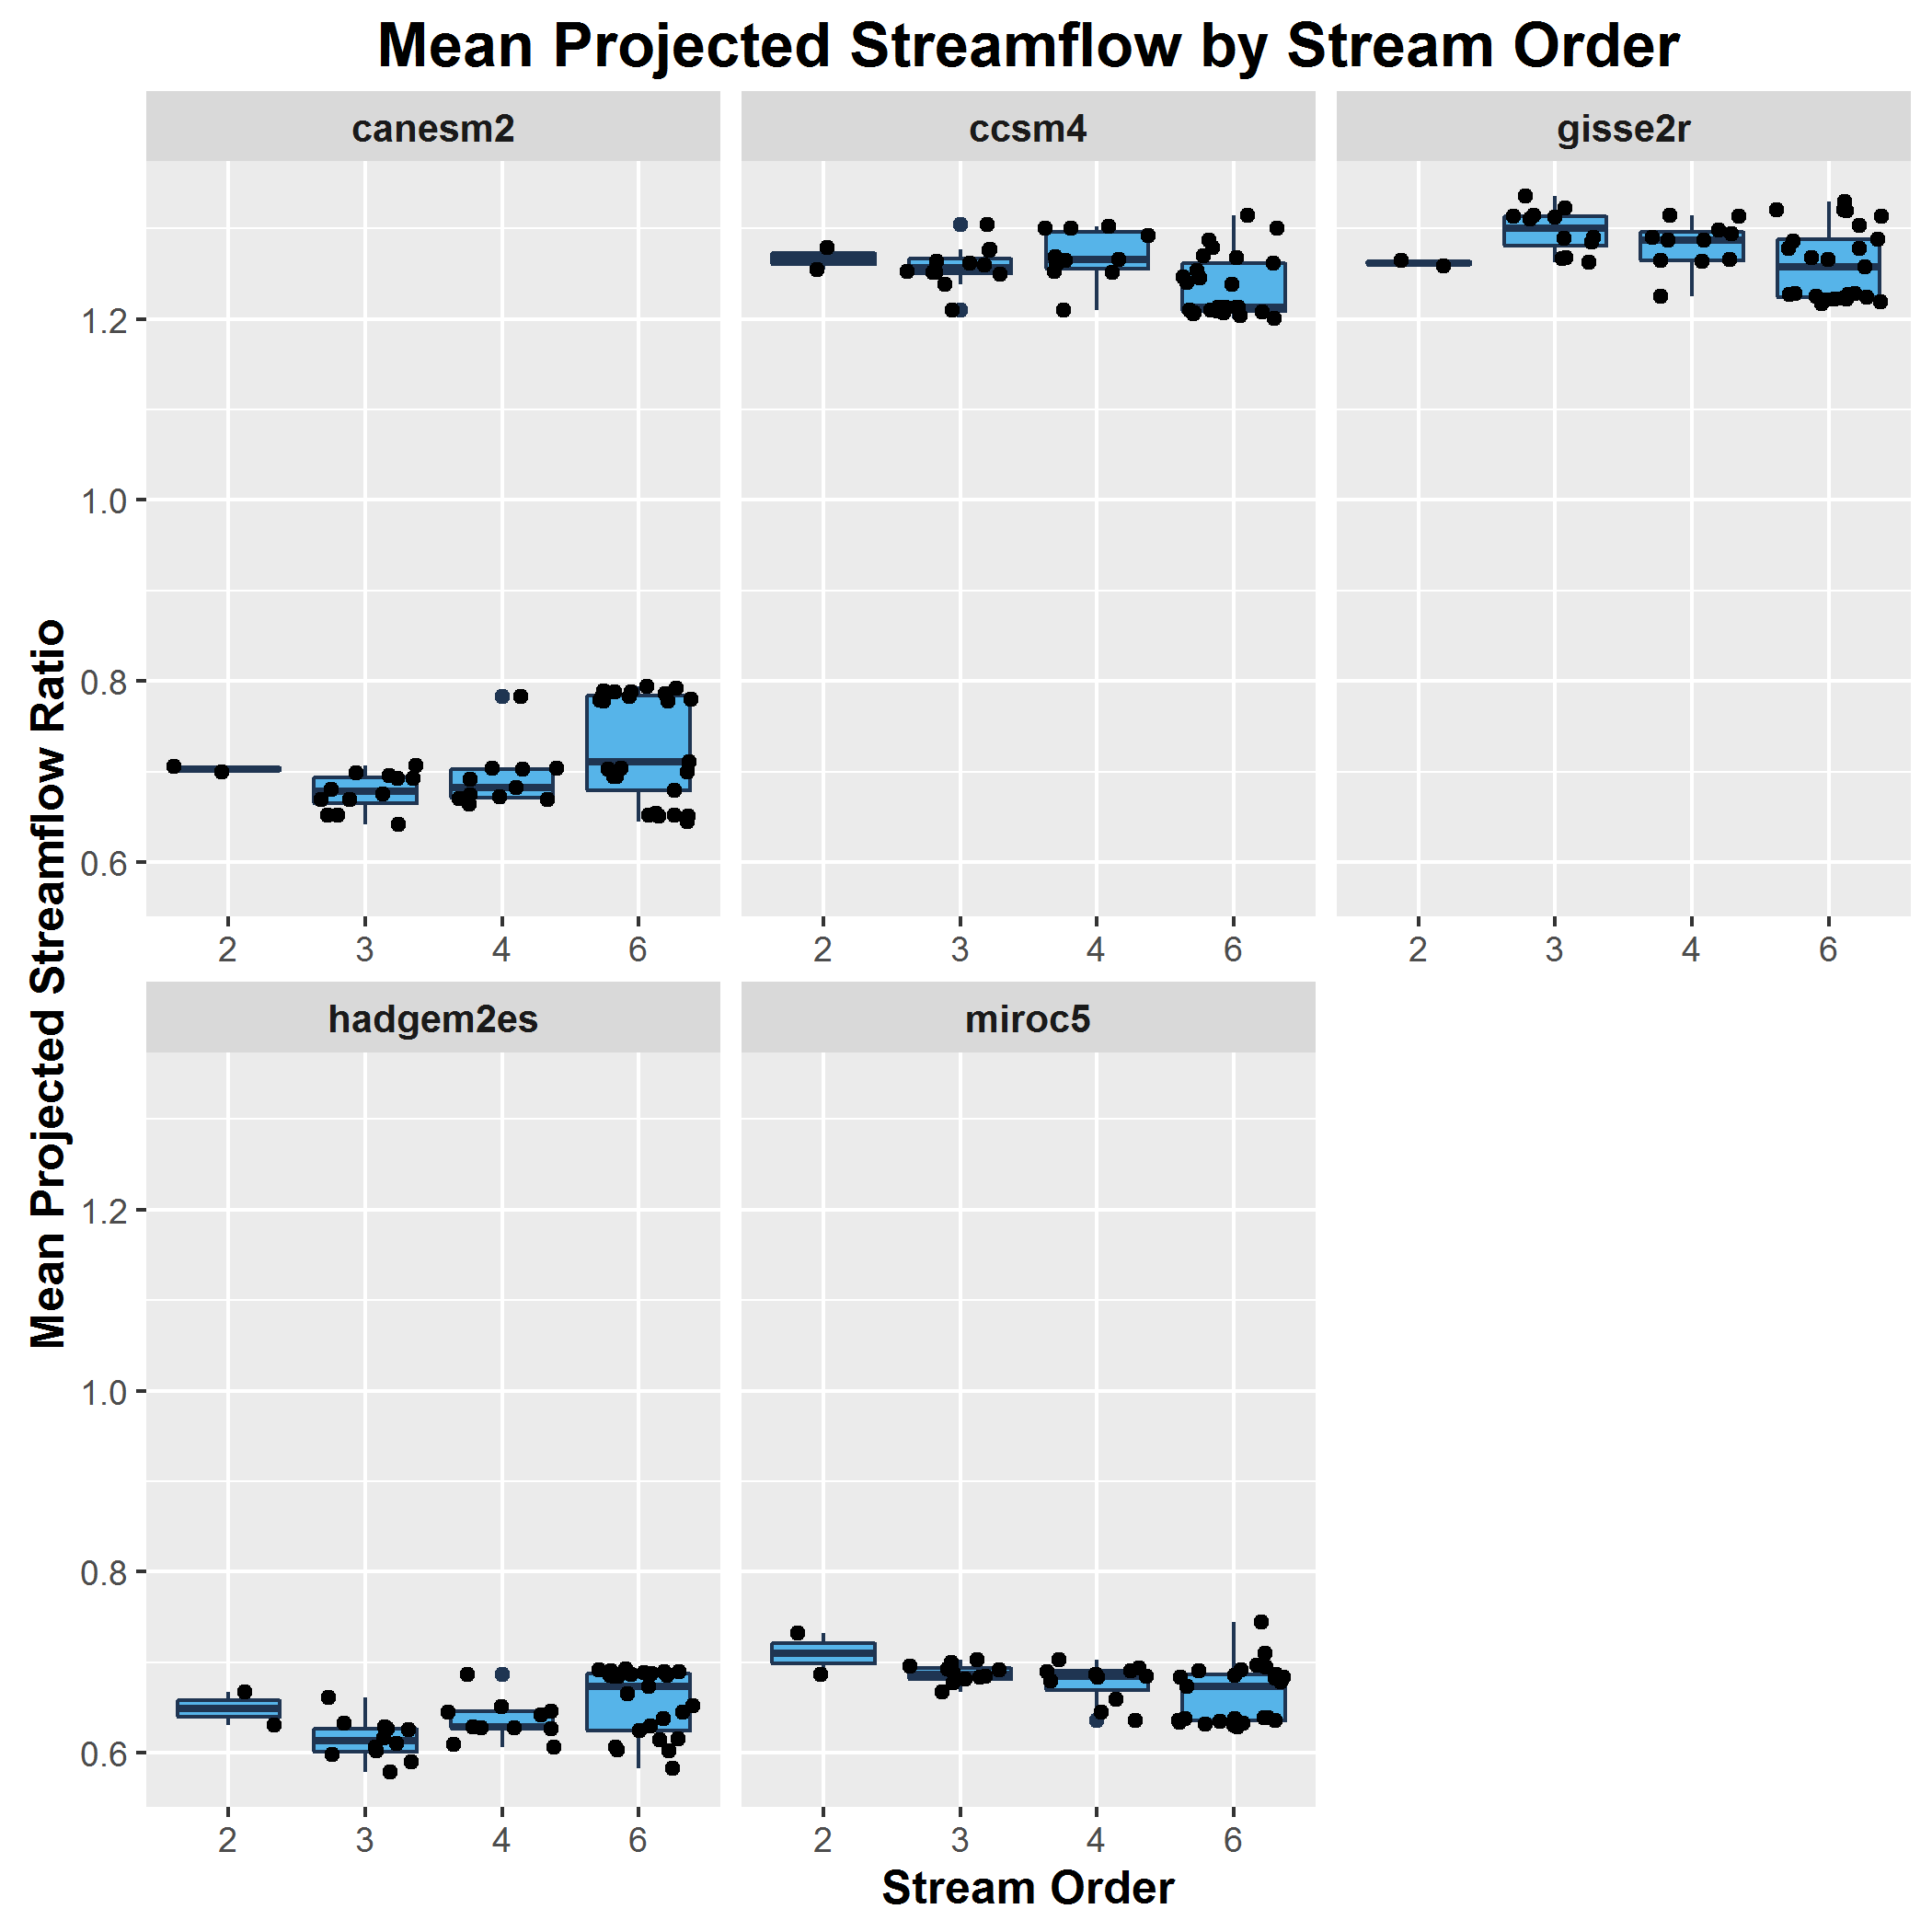 Mean Projected Streamflow by Stream Order
canesm2 ccsm4 gisse2r
1.2
1.0
0.8
0.6
2 3 4 6 2 3 4 6 2 3 4 6
Mean Projected Streamflow Ratio
hadgem2es miroc5
1.2
1.0
0.8
0.6
2 3 4 6 2 3 4 6
Stream Order